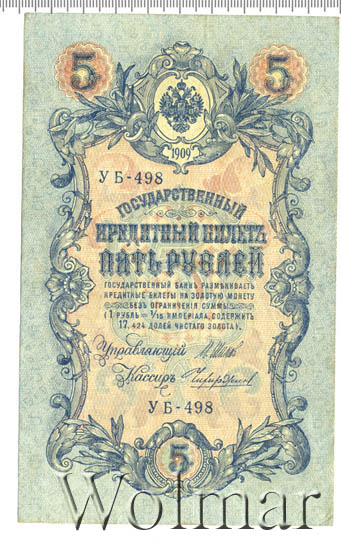 5 5
1909
УБ-498
ГОСУДАРСТВЕННЫЙ
КРЕДИТНЫЙ БИЛЕТЪ
ПЯТЬ РУБЛЕЙ
ГОСУДАРСТВЕННЫЙ БАНКЪ РАЗМѢНИВАЕТЪ
КРЕДИТНЫЕ БИЛЕТЫ НА ЗОЛОТУЮ МОНЕТУ
БЕЗЪ ОГРАНИЧЕНІЯ СУММЫ
(1 РУБЛЬ = 1/15 ИМПЕРІАЛА, СОДЕРЖИТЪ
17,424 ДОЛЕЙ ЧИСТАГО ЗОЛОТА).
Управляющій
Кассиръ
УБ-498
5
Wolmar